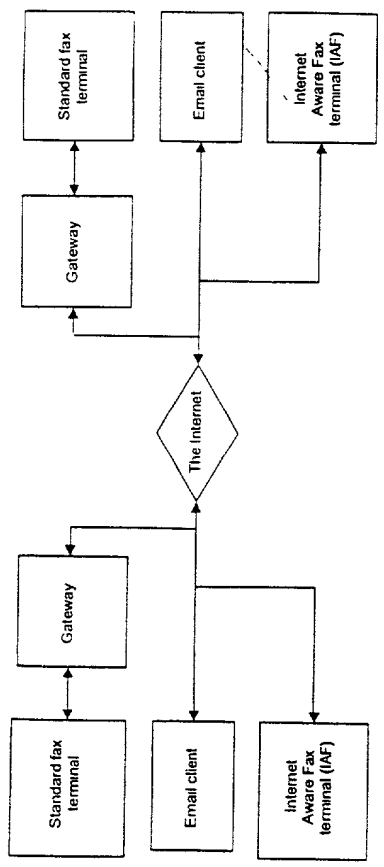 Standard fax
terminal
Gateway
Email client
Internet
Aware Fax
terminal (IAF)
The Internet
Gateway
Standard fax
terminal
Email client
Internet
Aware Fax
terminal (IAF)